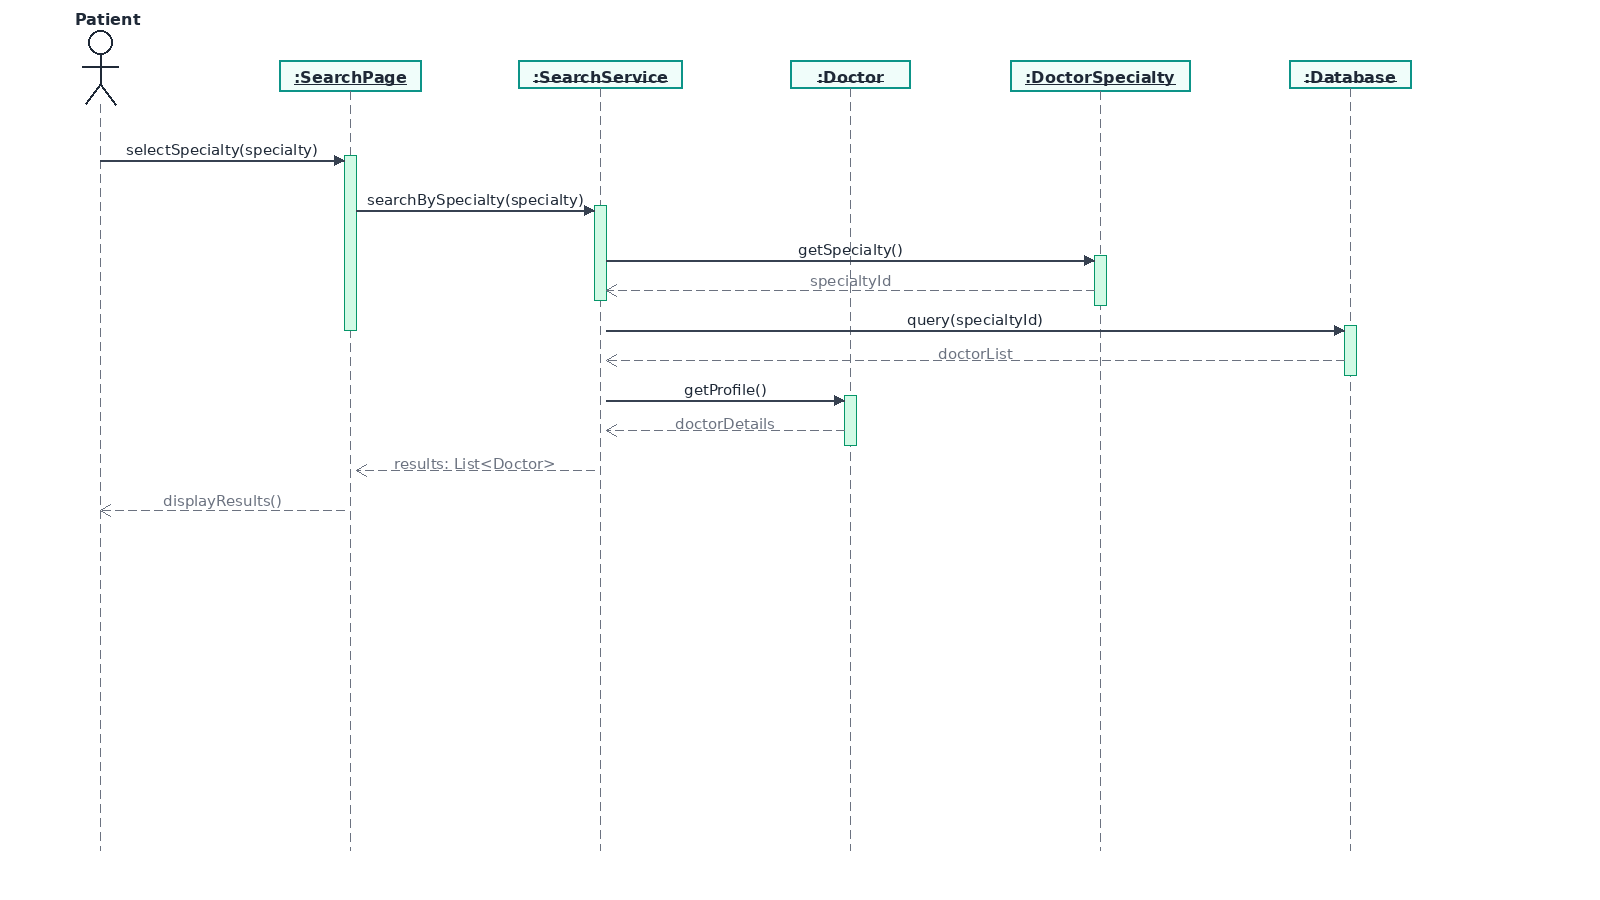 Patient
:SearchPage
:SearchService
:Doctor
:DoctorSpecialty
:Database
selectSpecialty(specialty)
searchBySpecialty(specialty)
getSpecialty()
specialtyId
query(specialtyId)
doctorList
getProfile()
doctorDetails
results: List<Doctor>
displayResults()